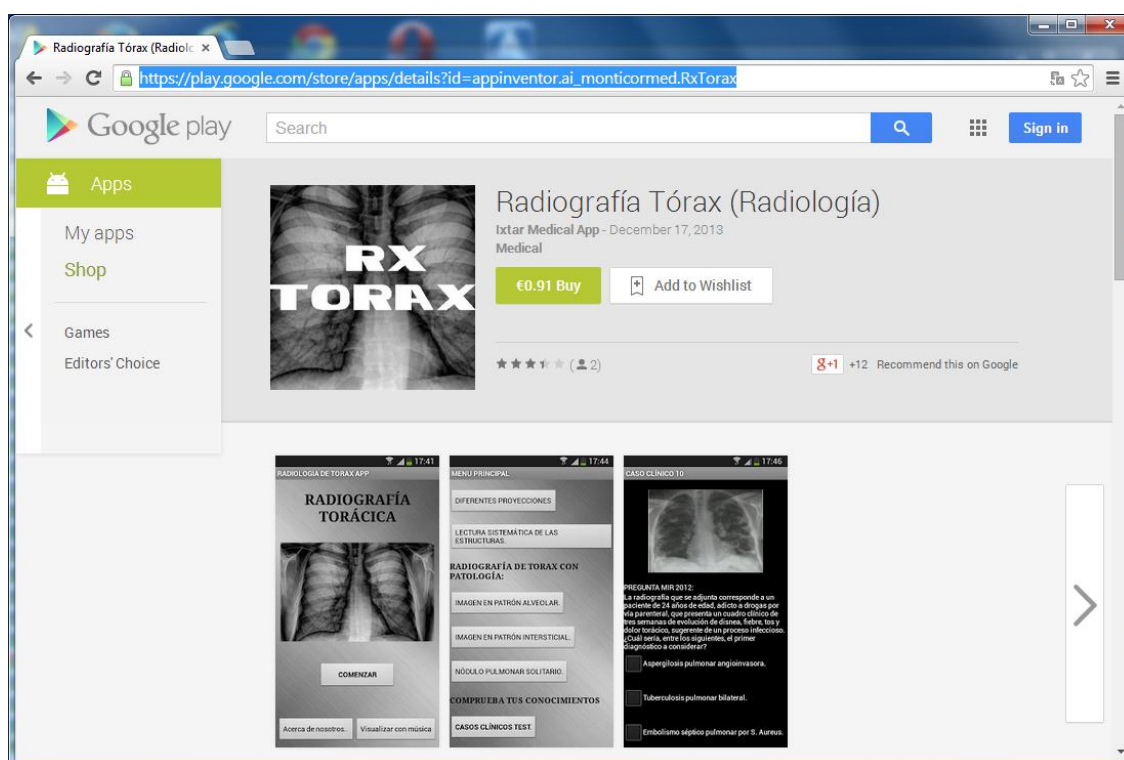 Radiografía Tórax (Radiolc
https://play.google.com/store/apps/details?id=appinventor.ai_monticormed.RxTorax
Google play
Search
Sign in
Apps
My apps
Shop
Games
Editors' Choice
RX
TORAX
Radiografía Tórax (Radiología)
Ixtar Medical App - December 17, 2013
Medical
€0.91 Buy
Add to Wishlist
(2)
g+1 +12 Recommend this on Google
17:41
RADIOLOGIA DE TORAX APP
RADIOGRAFÍA
TORÁCICA
COMENZAR
Acerca de nosotros..
Visualizar con música
17:44
MENU PRINCIPAL
DIFERENTES PROYECCIONES
LECTURA SISTEMÁTICA DE LAS
ESTRUCTURAS.
RADIOGRAFÍA DE TORAX CON
PATOLOGÍA:
IMAGEN EN PATRÓN ALVEOLAR.
IMAGEN EN PATRÓN INTERSTICIAL.
NÓDULO PULMONAR SOLITARIO.
COMPRUEBA TUS CONOCIMIENTOS
CASOS CLÍNICOS TEST
17:46
CASO CLÍNICO 10
PREGUNTA MIR 2012:
La radiografia que se adjunta corresponde a un
paciente de 24 años de edad, adicto a drogas por
vía parenteral, que presenta un cuadro clínico de
tres semanas de evolución de disnea, fiebre, tos y
dolor torácico, sugerente de un proceso infeccioso.
¿Cuál sería, entre los siguientes, el primer
diagnóstico a considerar?
Aspergilosis pulmonar angioinvasora.
Tuberculosis pulmonar bilateral.
Embolismo séptico pulmonar por S. Aureus.